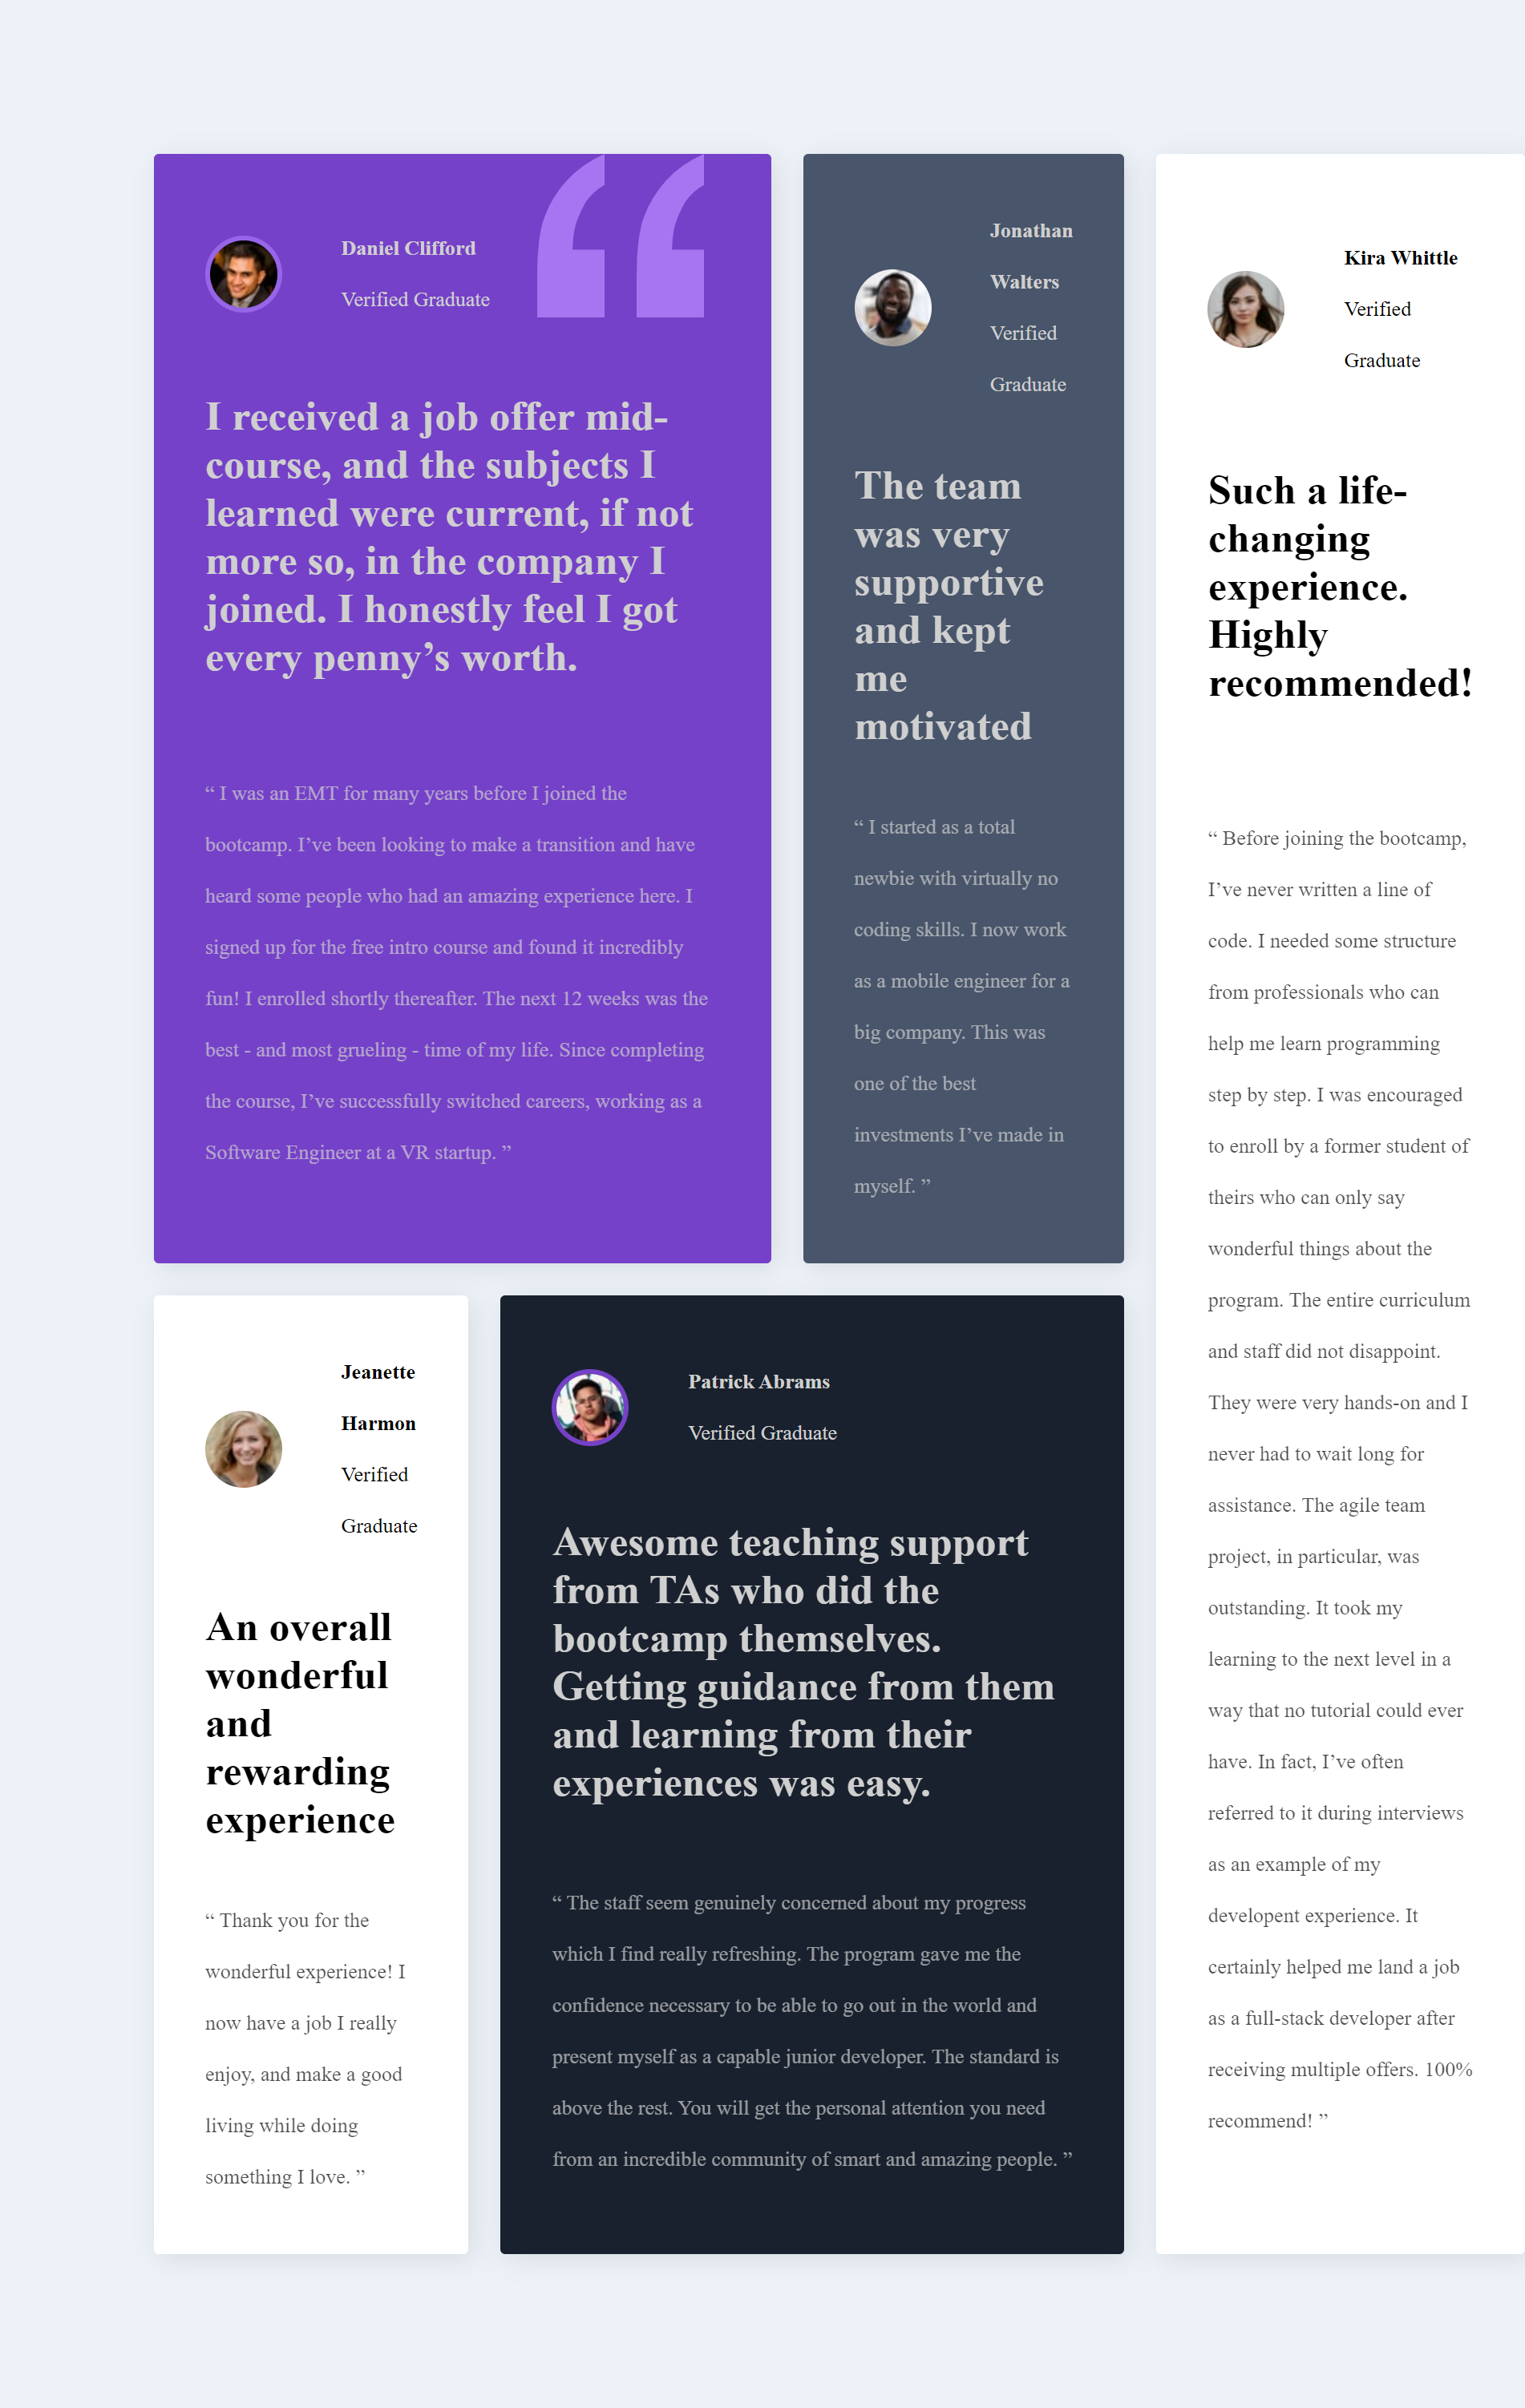 Daniel Clifford
Verified Graduate
I received a job offer mid-
course, and the subjects I
learned were current, if not
more so, in the company I
joined. I honestly feel I got
every penny’s worth.
“ I was an EMT for many years before I joined the
bootcamp. I’ve been looking to make a transition and have
heard some people who had an amazing experience here. I
signed up for the free intro course and found it incredibly
fun! I enrolled shortly thereafter. The next 12 weeks was the
best - and most grueling - time of my life. Since completing
the course, I’ve successfully switched careers, working as a
Software Engineer at a VR startup. ”
Jonathan
Walters
Verified
Graduate
The team
was very
supportive
and kept
me
motivated
“ I started as a total
newbie with virtually no
coding skills. I now work
as a mobile engineer for a
big company. This was
one of the best
investments I’ve made in
myself. ”
Kira Whittle
Verified
Graduate
Such a life-
changing
experience.
Highly
recommended!
“ Before joining the bootcamp,
I’ve never written a line of
code. I needed some structure
from professionals who can
help me learn programming
step by step. I was encouraged
to enroll by a former student of
theirs who can only say
wonderful things about the
program. The entire curriculum
and staff did not disappoint.
They were very hands-on and I
never had to wait long for
assistance. The agile team
project, in particular, was
outstanding. It took my
learning to the next level in a
way that no tutorial could ever
have. In fact, I’ve often
referred to it during interviews
as an example of my
developent experience. It
certainly helped me land a job
as a full-stack developer after
receiving multiple offers. 100%
recommend! ”
Jeanette
Harmon
Verified
Graduate
An overall
wonderful
and
rewarding
experience
“ Thank you for the
wonderful experience! I
now have a job I really
enjoy, and make a good
living while doing
something I love. ”
Patrick Abrams
Verified Graduate
Awesome teaching support
from TAs who did the
bootcamp themselves.
Getting guidance from them
and learning from their
experiences was easy.
“ The staff seem genuinely concerned about my progress
which I find really refreshing. The program gave me the
confidence necessary to be able to go out in the world and
present myself as a capable junior developer. The standard is
above the rest. You will get the personal attention you need
from an incredible community of smart and amazing people. ”